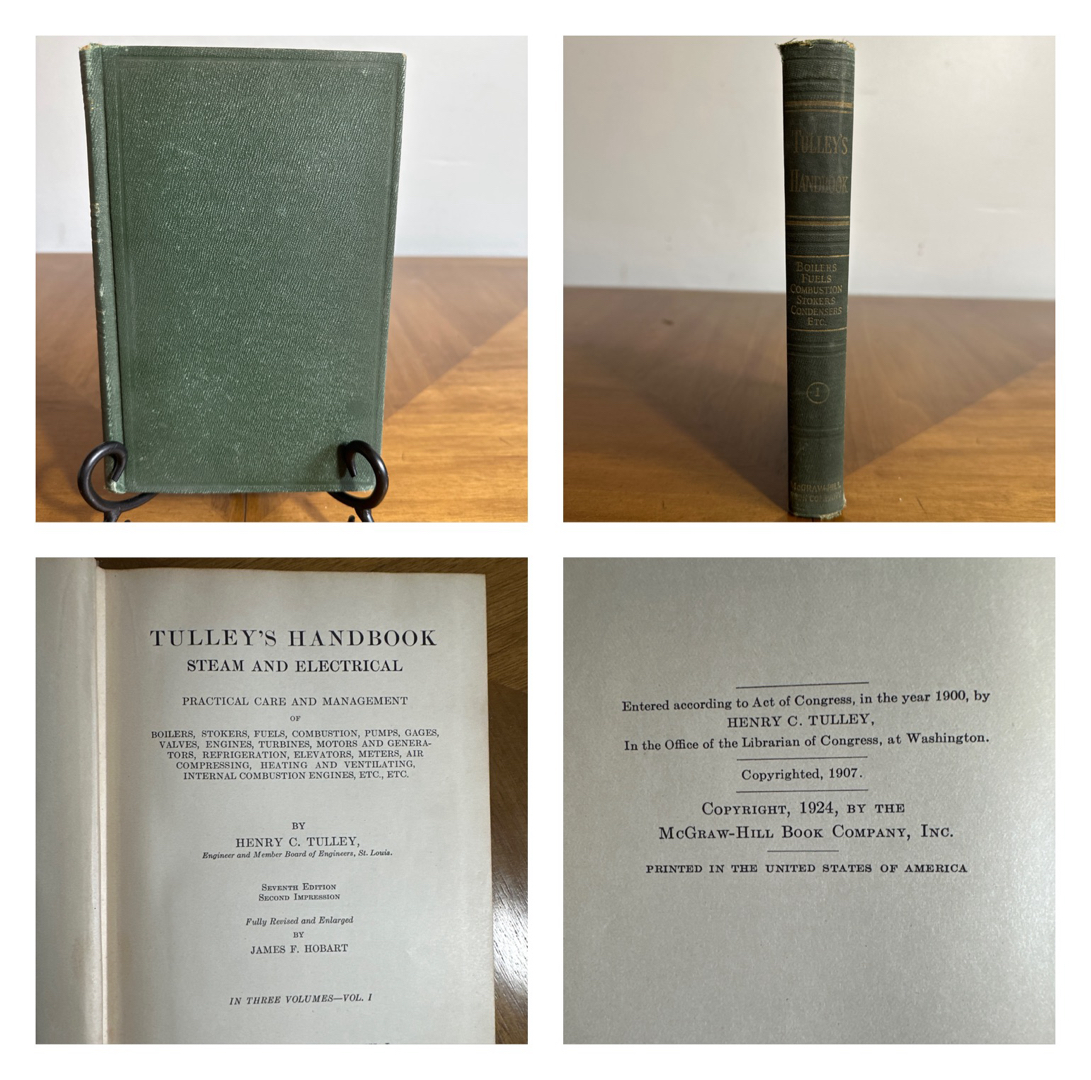 TULLEY'S
HANDBOOK
BOILERS
FUELS
COMBUSTION
STOKERS
CONDENSERS
ETC.
I
MCGRAW-HILL
BOOK COMPANY
TULLEY'S HANDBOOK
STEAM AND ELECTRICAL
PRACTICAL CARE AND MANAGEMENT
OF
BOILERS, STOKERS, FUELS, COMBUSTION, PUMPS, GAGES,
VALVES, ENGINES, TURBINES, MOTORS AND GENERA-
TORS, REFRIGERATION, ELEVATORS, METERS, AIR
COMPRESSING, HEATING AND VENTILATING,
INTERNAL COMBUSTION ENGINES, ETC., ETC.
BY
HENRY C. TULLEY,
Engineer and Member Board of Engineers, St. Louis.
SEVENTH EDITION
SECOND IMPRESSION
Fully Revised and Enlarged
BY
JAMES F. HOBART
IN THREE VOLUMES—VOL. I
Entered according to Act of Congress, in the year 1900, by
HENRY C. TULLEY,
In the Office of the Librarian of Congress, at Washington.
Copyrighted, 1907.
COPYRIGHT, 1924, BY THE
MCGRAW-HILL BOOK COMPANY, INC.
PRINTED IN THE UNITED STATES OF AMERICA